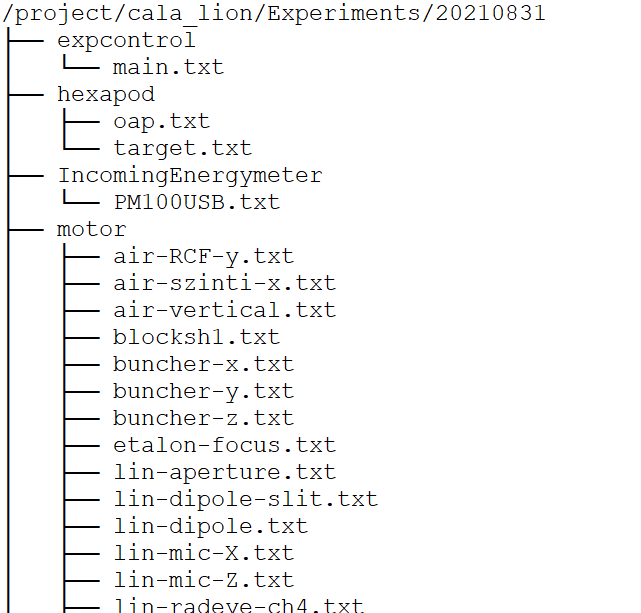 /project/cala_lion/Experiments/20210831
├── expcontrol
│   └── main.txt
├── hexapod
│   ├── oap.txt
│   └── target.txt
├── IncomingEnergymeter
│   └── PM100USB.txt
├── motor
│   ├── air-RCF-y.txt
│   ├── air-szinti-x.txt
│   ├── air-vertical.txt
│   ├── blocksh1.txt
│   ├── buncher-x.txt
│   ├── buncher-y.txt
│   ├── buncher-z.txt
│   ├── etalon-focus.txt
│   ├── lin-aperture.txt
│   ├── lin-dipole-slit.txt
│   ├── lin-dipole.txt
│   ├── lin-mic-X.txt
│   ├── lin-mic-Z.txt
│   ├── lin-radeye-ch4.txt